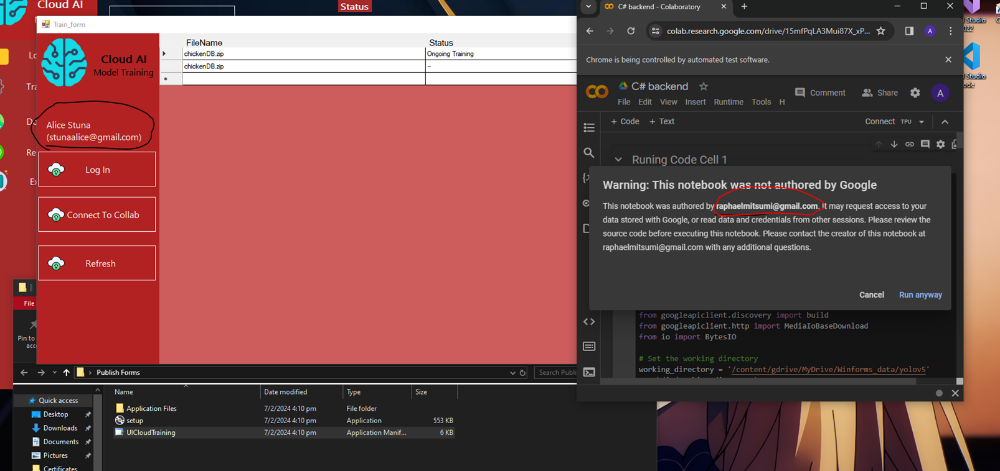 Cloud AI
Status
Train_form
Cloud AI
Model Training
FileName
Status
chickenDB.zip
Ongoing Training
chickenDB.zip
--
Alice Stuna
(stunaalice@gmail.com)
Log In
Connect To Collab
Refresh
Lo
Tra
Do
Re
Ex
File
Pin to
acc
Publish Forms
Search Publi
Name
Date modified
Type
Size
Quick access
Desktop
Downloads
Documents
Pictures
Certificates
Application Files
7/2/2024 4:10 pm
File folder
setup
7/2/2024 4:10 pm
Application
553 KB
UICloudTraining
7/2/2024 4:10 pm
Application Manif...
6 KB
C# backend - Colaboratory
colab.research.google.com/drive/15mfPqLA3Mui87X_xP...
A
Chrome is being controlled by automated test software.
C# backend
File Edit View Insert Runtime Tools H
Comment
Share
A
+ Code + Text
Connect TPU
Runing Code Cell 1
Warning: This notebook was not authored by Google
This notebook was authored by raphaelmitsumi@gmail.com. It may request access to your
data stored with Google, or read data and credentials from other sessions. Please review the
source code before executing this notebook. Please contact the creator of this notebook at
raphaelmitsumi@gmail.com with any additional questions.
Cancel
Run anyway
from googleapiclient.discovery import build
from googleapiclient.http import MediaIoBaseDownload
from io import BytesIO
# Set the working directory
working_directory = '/content/gdrive/MyDrive/Winforms_data/yolov5'
l Studio
022
l Studio
ode